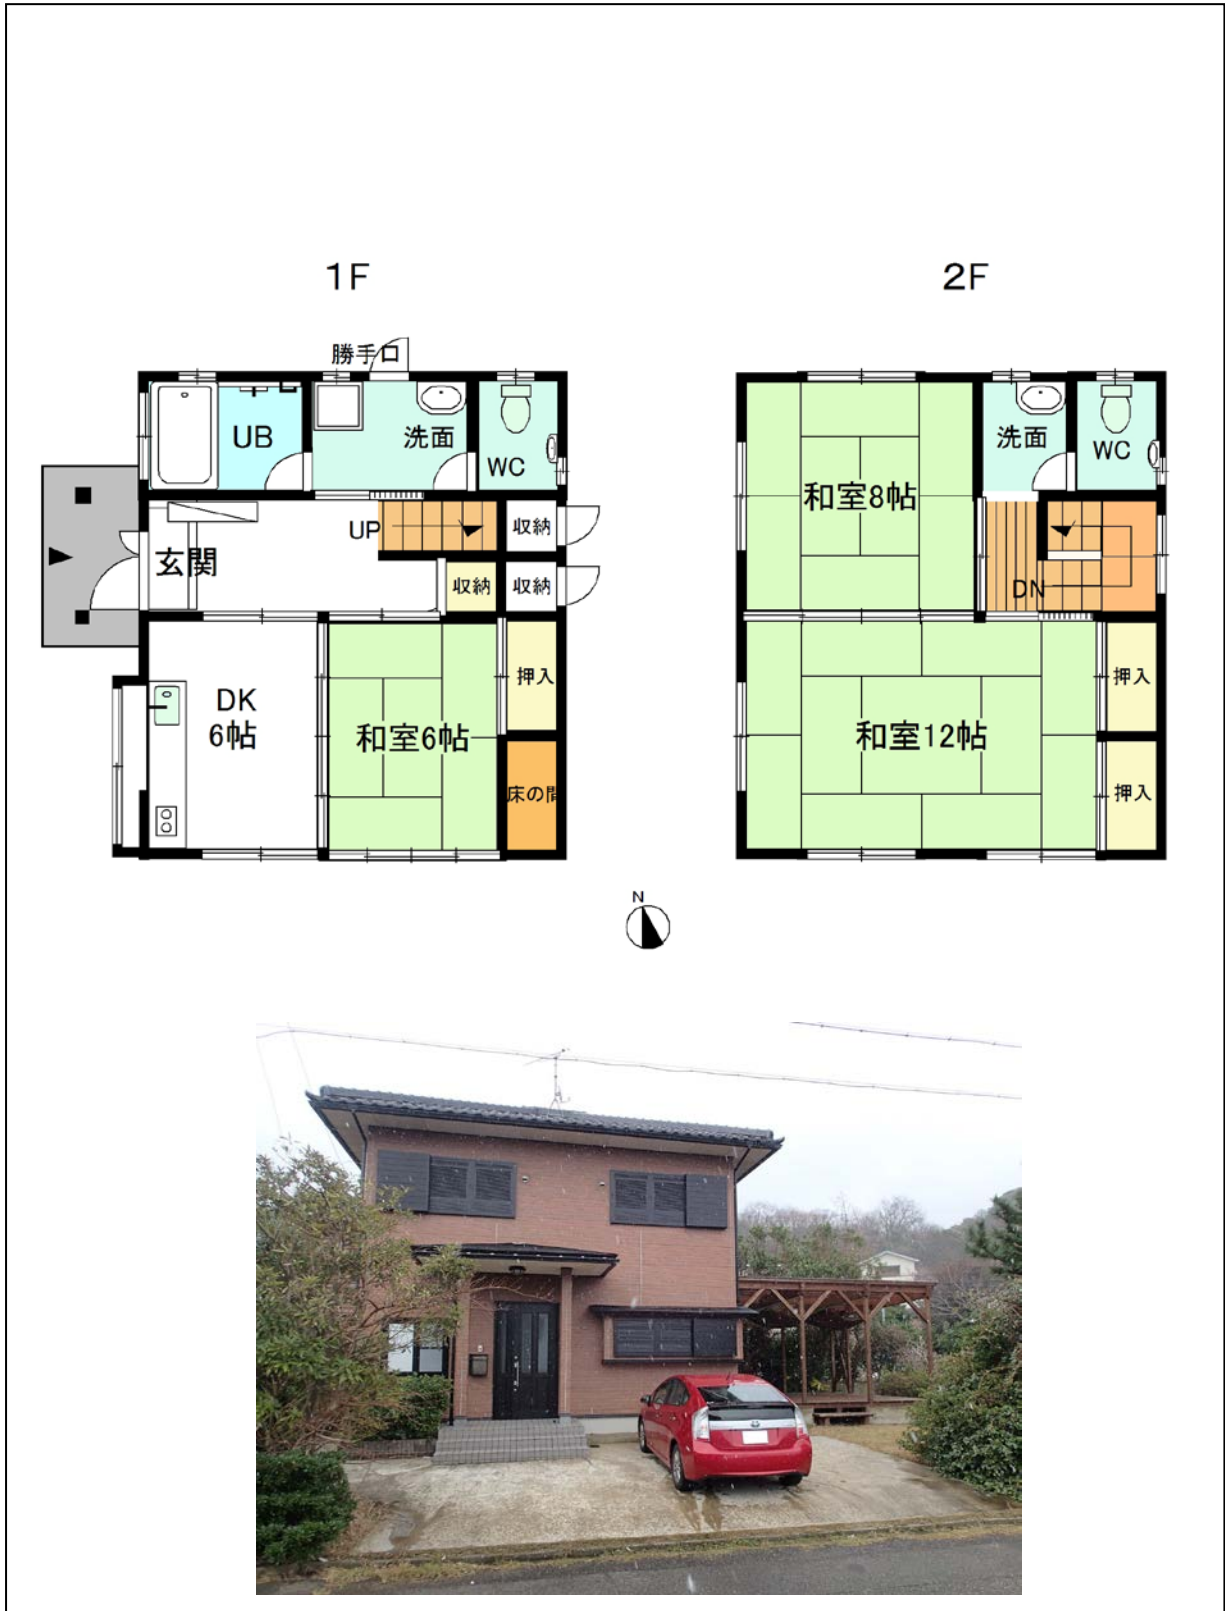 1F
2F
勝手口
UB
洗面
WC
洗面
WC
和室8帖
UP
収納
玄関
収納
収納
DN
DK
6帖
和室6帖
押入
床の間
和室12帖
押入
押入
N